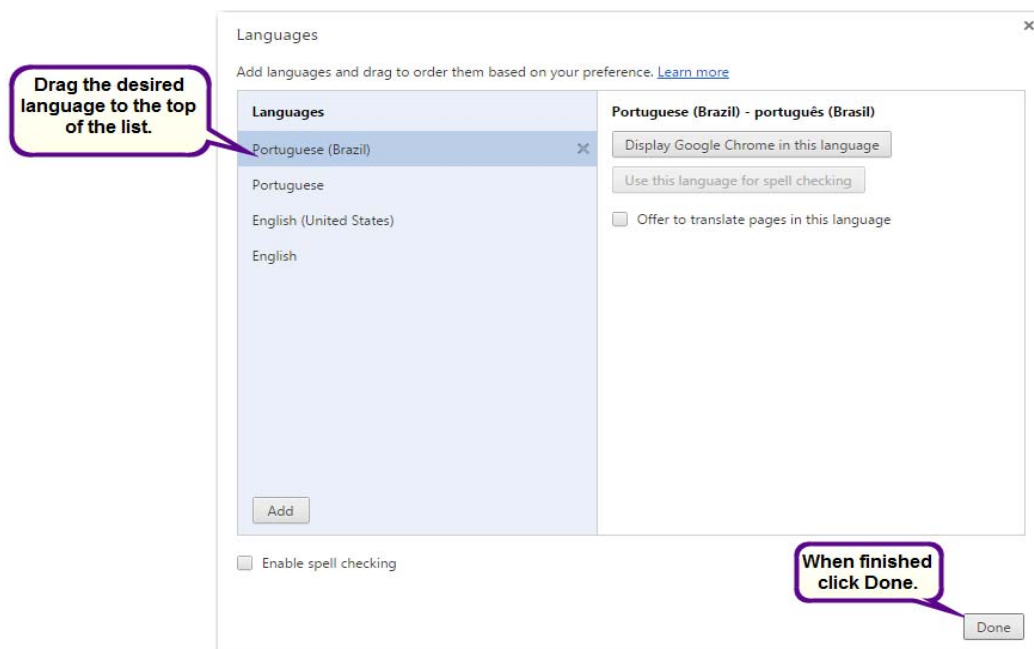 Languages
Add languages and drag to order them based on your preference. Learn more
Drag the desired
language to the top
of the list.
Languages
Portuguese (Brazil)
Portuguese
English (United States)
English
Add
Portuguese (Brazil) - português (Brasil)
Display Google Chrome in this language
Use this language for spell checking
Offer to translate pages in this language
Enable spell checking
When finished
click Done.
Done